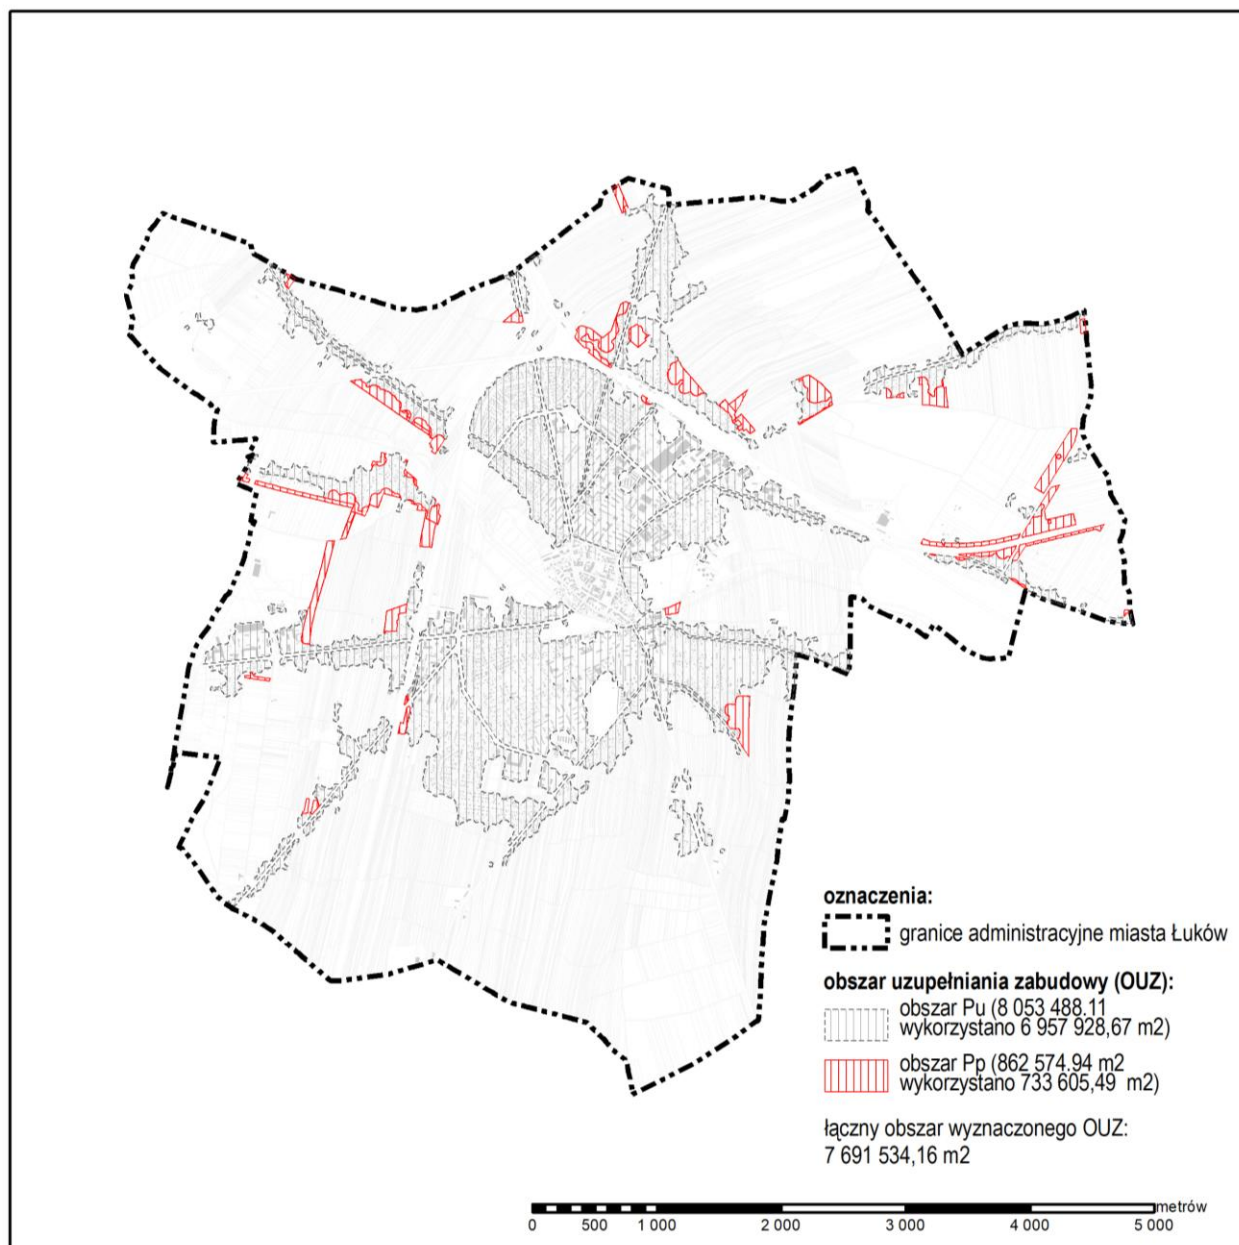 oznaczenia:
granice administracyjne miasta Łuków
obszar uzupełniania zabudowy (OUZ):
obszar Pu (8 053 488.11
wykorzystano 6 957 928,67 m2)
obszar Pp (862 574.94 m2
wykorzystano 733 605,49 m2)
łączny obszar wyznaczonego OUZ:
7 691 534,16 m2
metrów
0 500 1 000 2 000 3 000 4 000 5 000